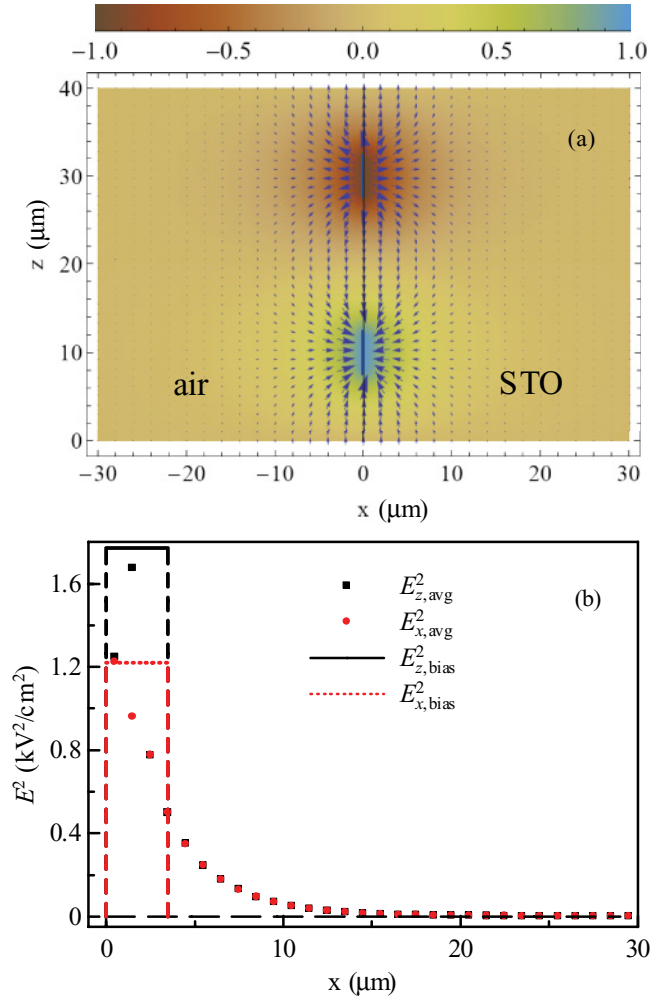 −1.0 −0.5 0.0 0.5 1.0
40
(a)
30
z (μm)
20
10
air
STO
0
−30 −20 −10 0 10 20 30
x (μm)
1.6
E²z,avg
(b)
E²x,avg
1.2
E²z,bias
E²x,bias
E² (kV²/cm²)
0.8
0.4
0
0 10 20 30
x (μm)